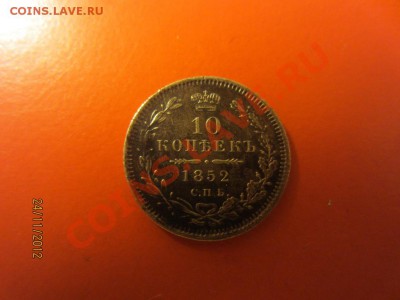 COINS.LAVE.RU
10
КОПѢЕКЪ
1852
С.П.Б.
24/11/2012
COINS.LAVE.RU